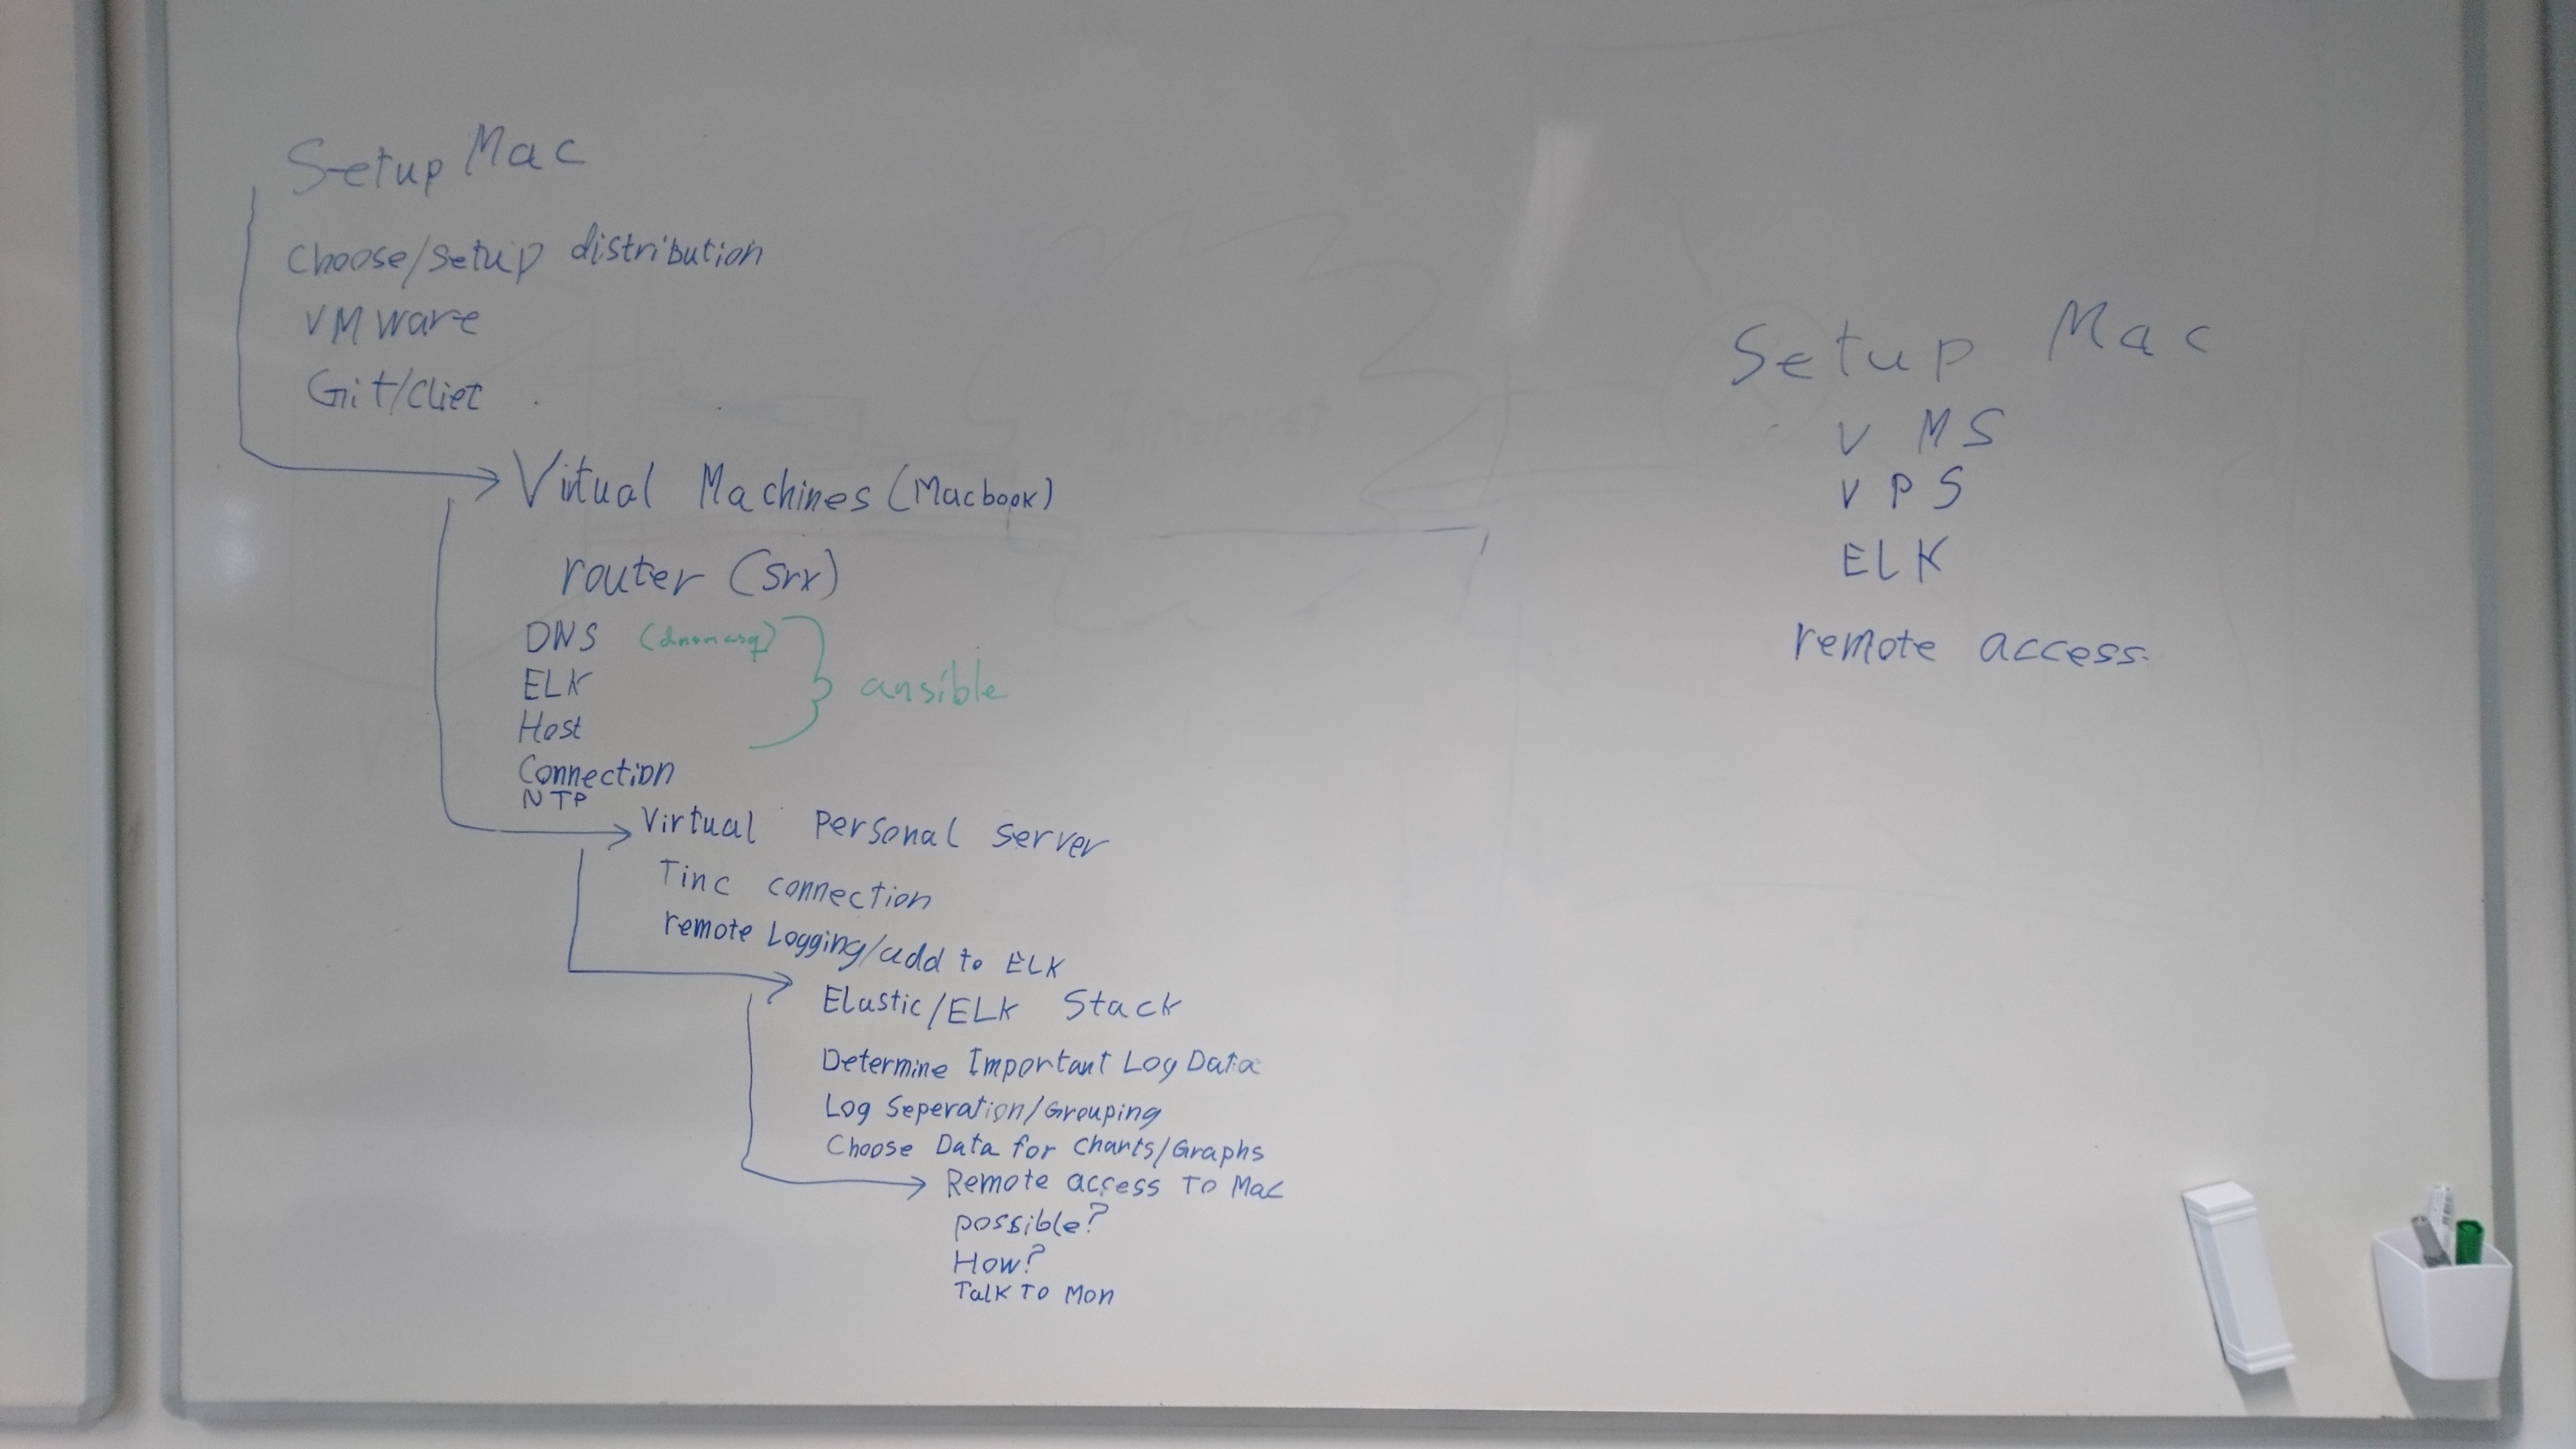 Setup Mac
Choose/setup distribution
VMware
Git/Cliet
Virtual Machines (Macbook)
router (srx)
DNS (dnsmasq)
ELK
ansible
Host
Connection
NTP
Virtual Personal Server
Tinc connection
remote Logging/add to ELK
Elastic/ELK Stack
Determine Important Log Data
Log Seperation/Grouping
Choose Data for Charts/Graphs
Remote access To Mac
possible?
How?
Talk To Mon
Setup Mac
VMS
VPS
ELK
remote access